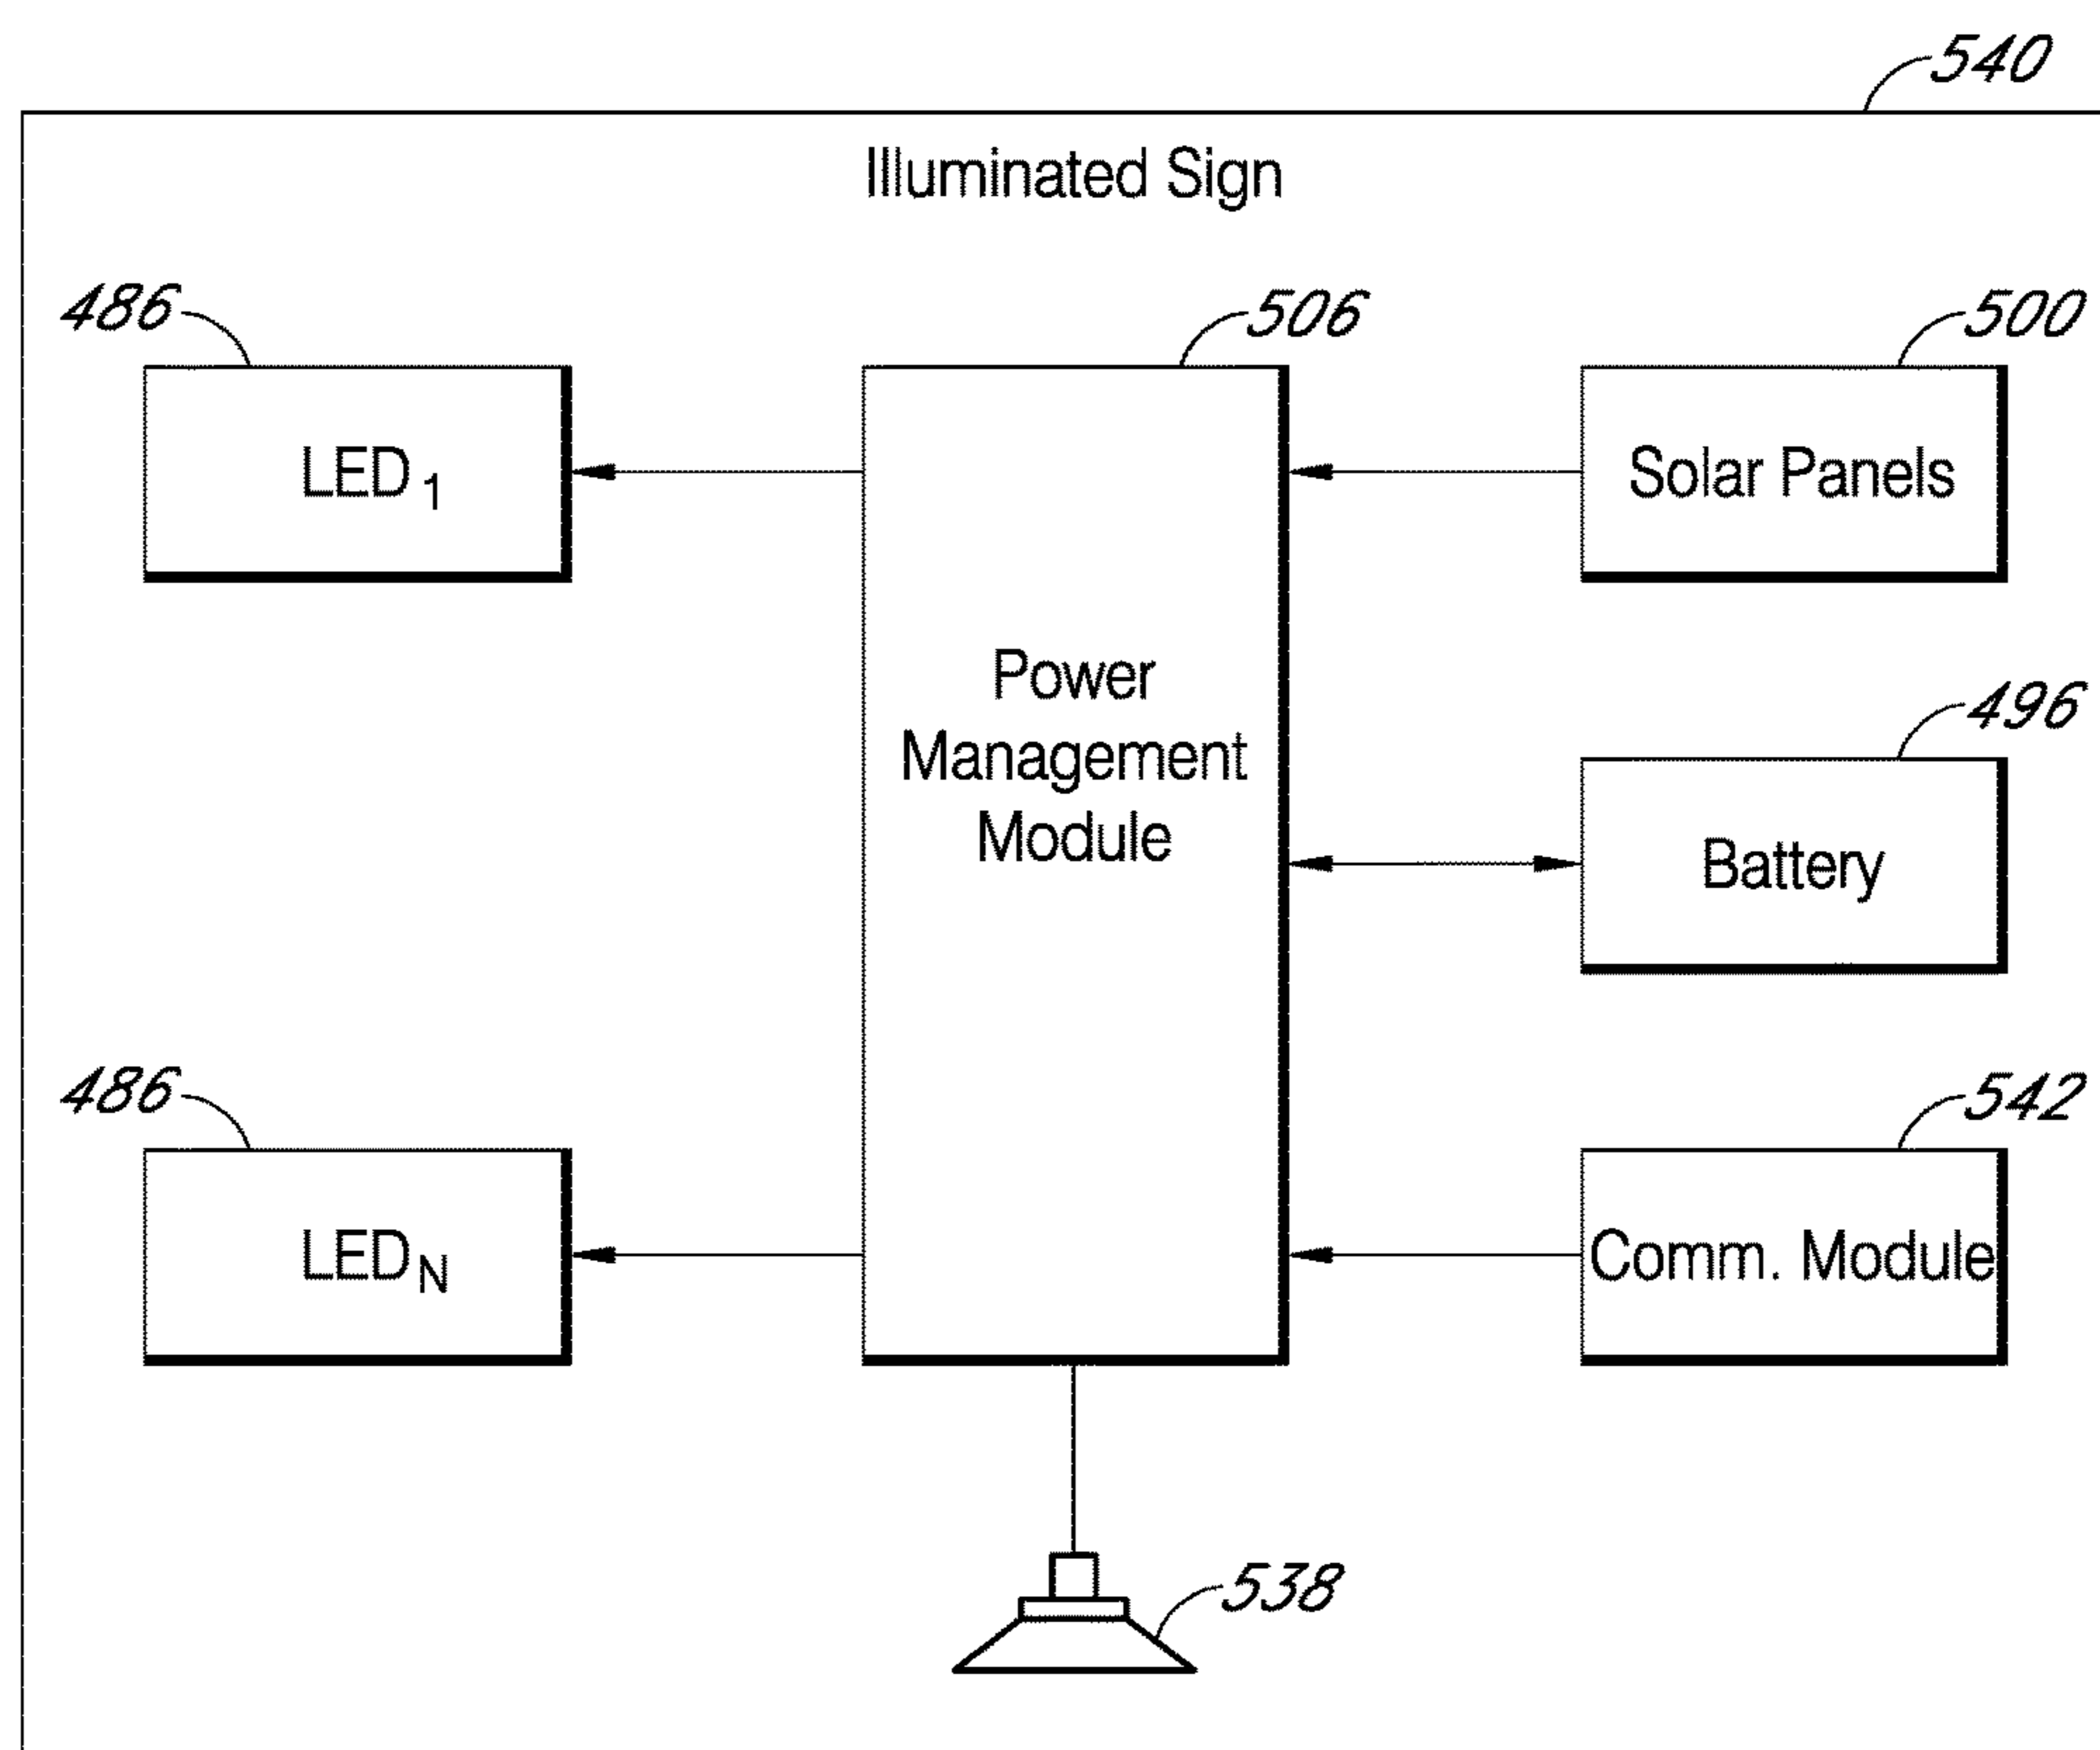 540
Illuminated Sign
486
506
500
LED1
Solar Panels
Power
Management
Module
496
Battery
486
542
LEDN
Comm. Module
538